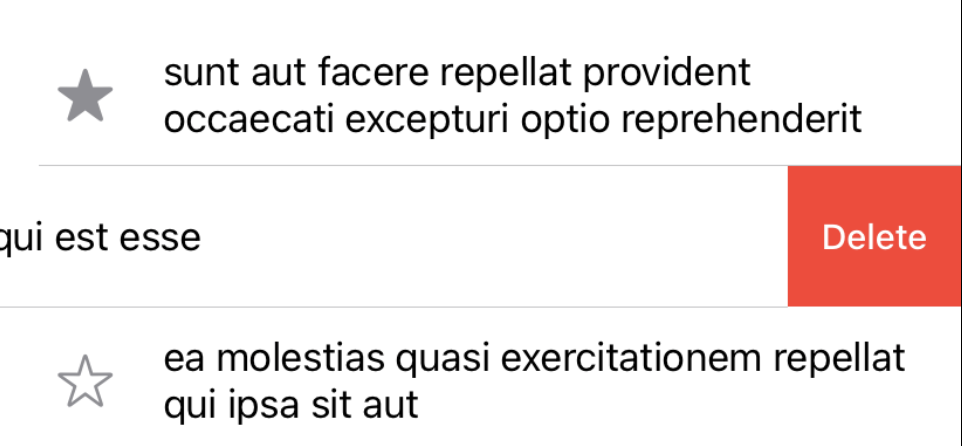 sunt aut facere repellat provident
occaecati excepturi optio reprehenderit
qui est esse
Delete
ea molestias quasi exercitationem repellat
qui ipsa sit aut